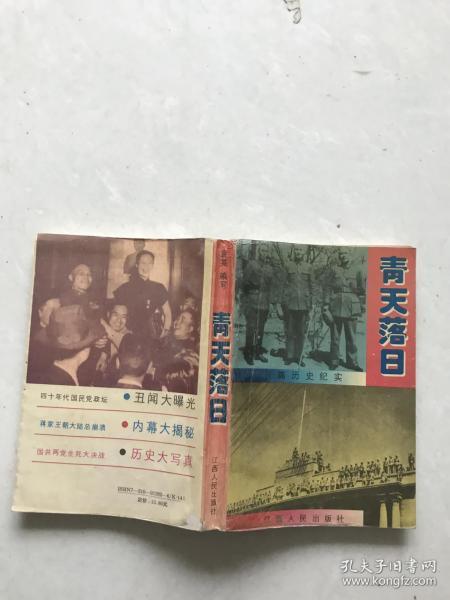 青天落日
历史纪实
江西人民出版社
编写
青天落日
江西人民出版社
四十年代国民党政坛 ● 丑闻大曝光
蒋家王朝大陆总崩溃 ● 内幕大揭秘
国共两党生死大决战 ● 历史大写真
孔夫子旧书网
www.kongfz.com